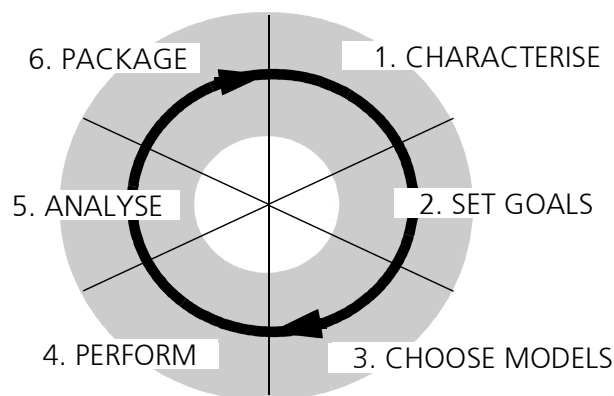 6. PACKAGE
1. CHARACTERISE
5. ANALYSE
2. SET GOALS
4. PERFORM
3. CHOOSE MODELS